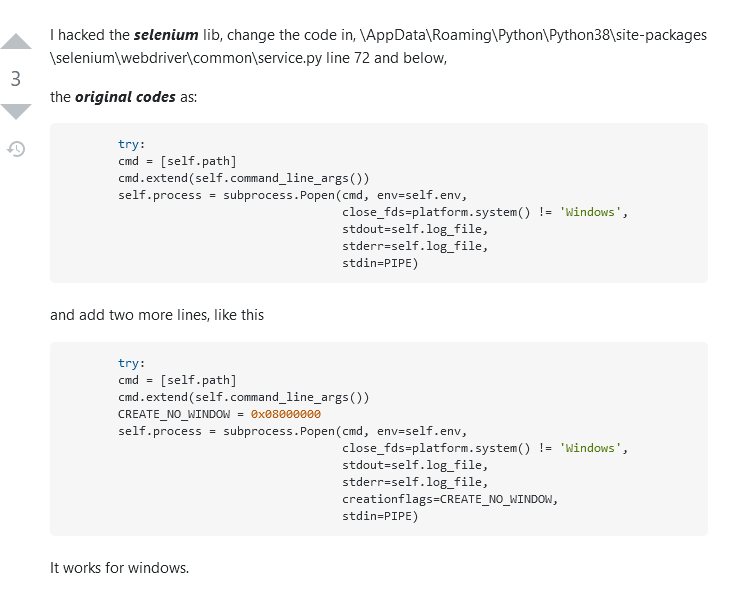 I hacked the selenium lib, change the code in, \AppData\Roaming\Python\Python38\site-packages
\selenium\webdriver\common\service.py line 72 and below,
3
the original codes as:
try:
cmd = [self.path]
cmd.extend(self.command_line_args())
self.process = subprocess.Popen(cmd, env=self.env,
close_fds=platform.system() != 'Windows',
stdout=self.log_file,
stderr=self.log_file,
stdin=PIPE)
and add two more lines, like this
try:
cmd = [self.path]
cmd.extend(self.command_line_args())
CREATE_NO_WINDOW = 0x08000000
self.process = subprocess.Popen(cmd, env=self.env,
close_fds=platform.system() != 'Windows',
stdout=self.log_file,
stderr=self.log_file,
creationflags=CREATE_NO_WINDOW,
stdin=PIPE)
It works for windows.